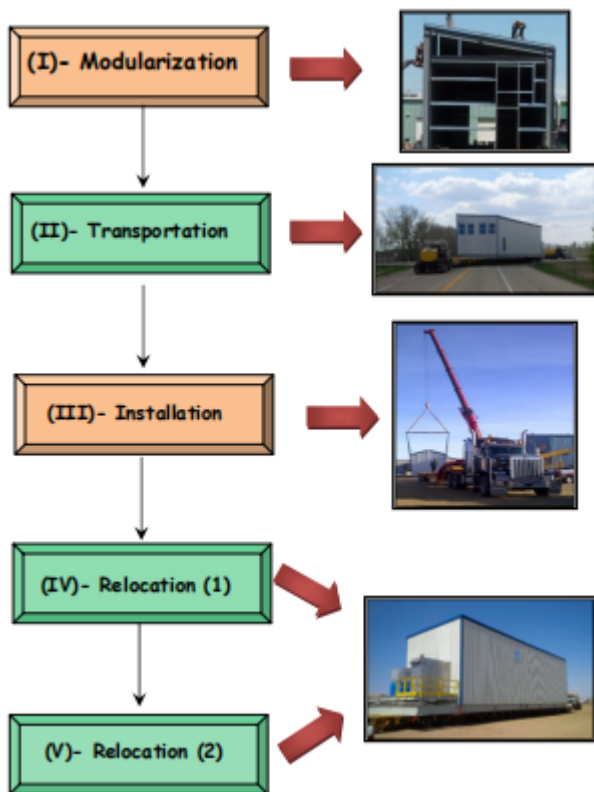 (I)- Modularization
(II)- Transportation
(III)- Installation
(IV)- Relocation (1)
(V)- Relocation (2)